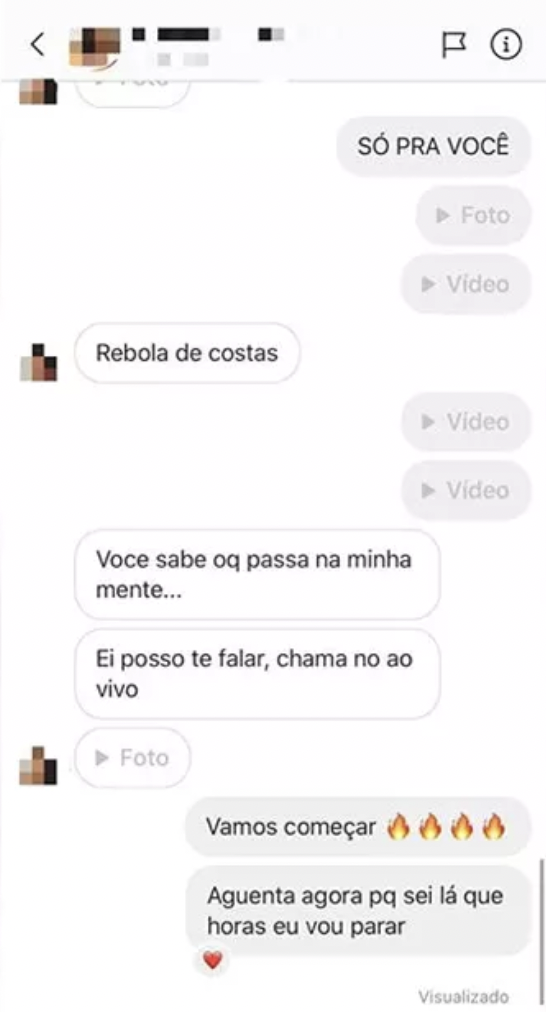 SÓ PRA VOCÊ
Foto
Vídeo
Rebola de costas
Vídeo
Vídeo
Voce sabe oq passa na minha
mente...
Ei posso te falar, chama no ao
vivo
Foto
Vamos começar 🔥🔥🔥🔥
Aguenta agora pq sei lá que
horas eu vou parar
Visualizado